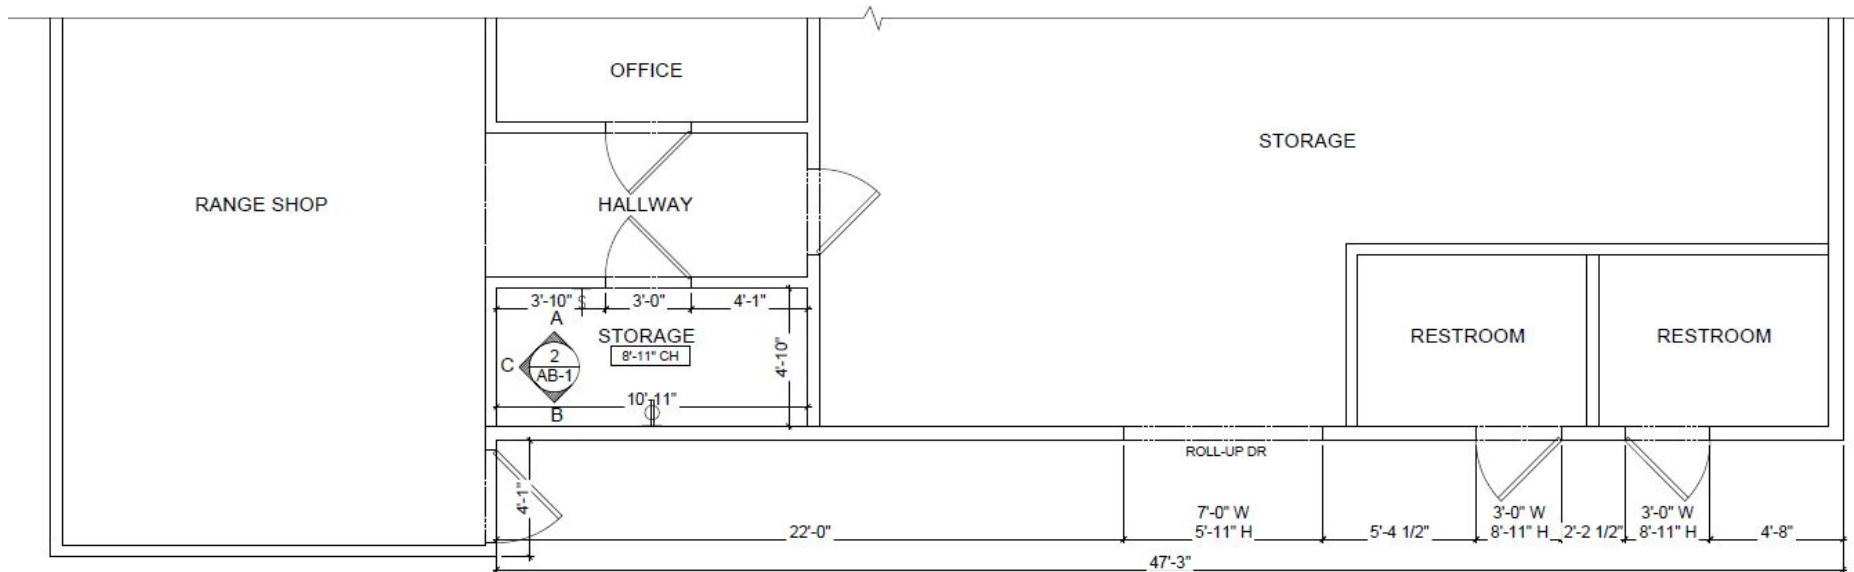 OFFICE
STORAGE
RANGE SHOP
HALLWAY
3'-10" S 3'-0" 4'-1"
A
STORAGE
8'-11" CH
RESTROOM
RESTROOM
4'-10"
2
C
AB-1
10'-11"
B
ROLL-UP DR
4'-1"
7'-0" W
3'-0" W
3'-0" W
22'-0" 5'-11" H 5'-4 1/2" 8'-11" H 2'-2 1/2" 8'-11" H 4'-8"
47'-3"